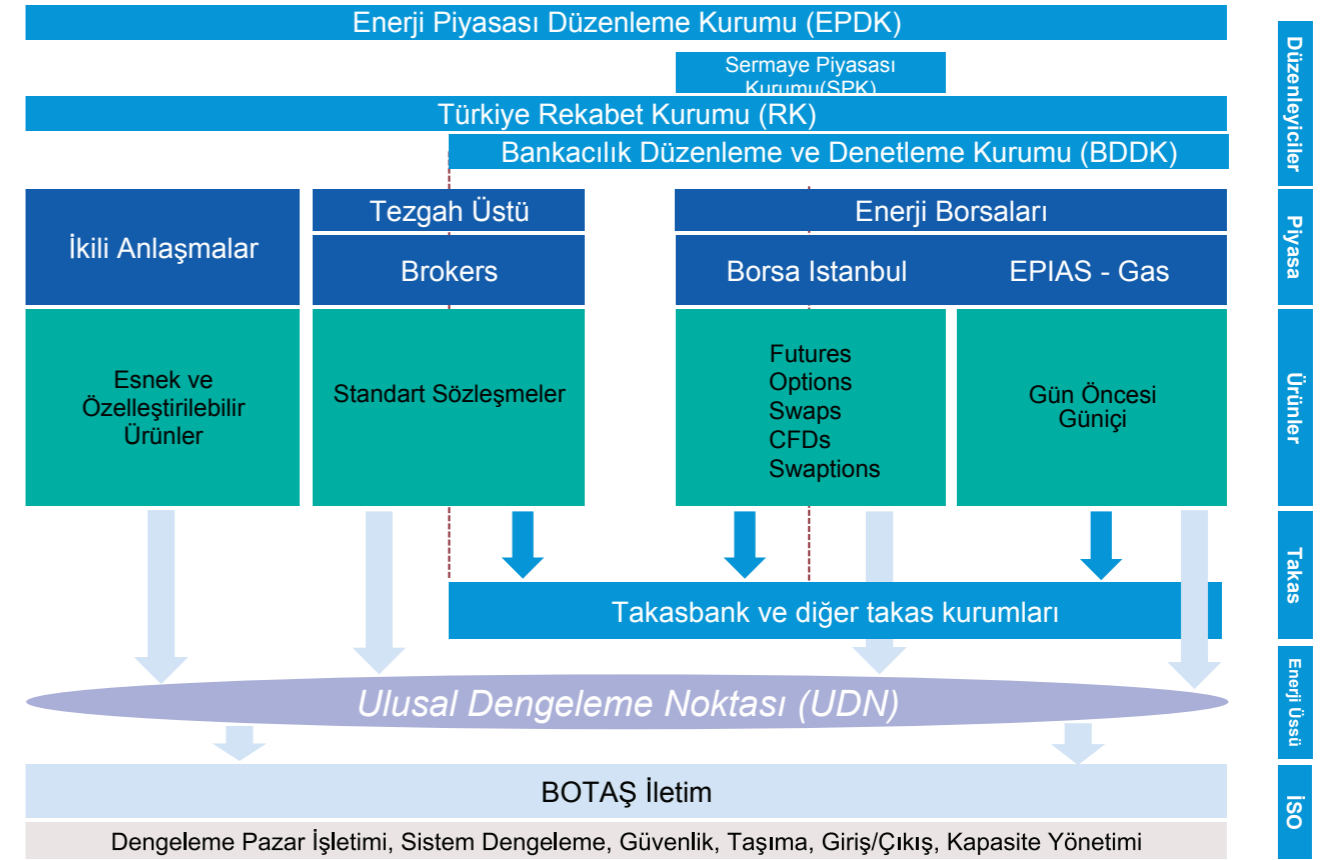 Enerji Piyasası Düzenleme Kurumu (EPDK)
Sermaye Piyasası
Kurumu(SPK)
Türkiye Rekabet Kurumu (RK)
Bankacılık Düzenleme ve Denetleme Kurumu (BDDK)
Düzenleyiciler
İkili Anlaşmalar
Tezgah Üstü
Brokers
Enerji Borsaları
Borsa Istanbul
EPIAS - Gas
Piyasa
Esnek ve
Özelleştirilebilir
Ürünler
Standart Sözleşmeler
Futures
Options
Swaps
CFDs
Swaptions
Gün Öncesi
Güniçi
Ürünler
Takasbank ve diğer takas kurumları
Takas
Ulusal Dengeleme Noktası (UDN)
Enerji Üssü
BOTAŞ İletim
Dengeleme Pazar İşletimi, Sistem Dengeleme, Güvenlik, Taşıma, Giriş/Çıkış, Kapasite Yönetimi
İSO